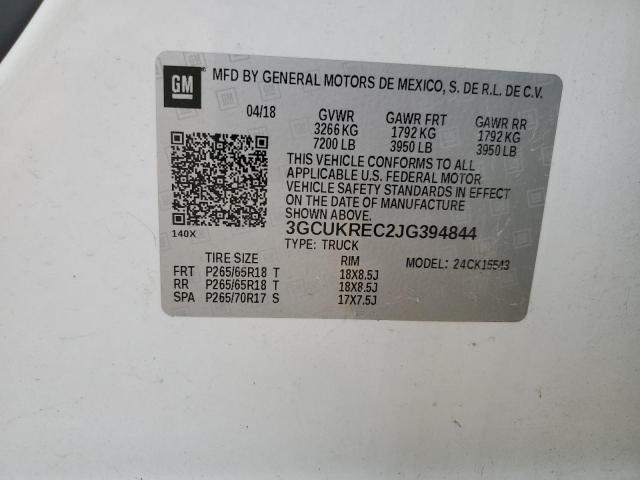 GM MFD BY GENERAL MOTORS DE MEXICO, S. DE R.L. DE C.V.
04/18 GVWR GAWR FRT GAWR RR
3266 KG 1792 KG 1792 KG
7200 LB 3950 LB 3950 LB
THIS VEHICLE CONFORMS TO ALL
APPLICABLE U.S. FEDERAL MOTOR
VEHICLE SAFETY STANDARDS IN EFFECT
ON THE DATE OF MANUFACTURE
SHOWN ABOVE.
140X 3GCUKREC2JG394844
TYPE: TRUCK
TIRE SIZE RIM MODEL: 24CK15543
FRT P265/65R18 T 18X8.5J
RR P265/65R18 T 18X8.5J
SPA P265/70R17 S 17X7.5J